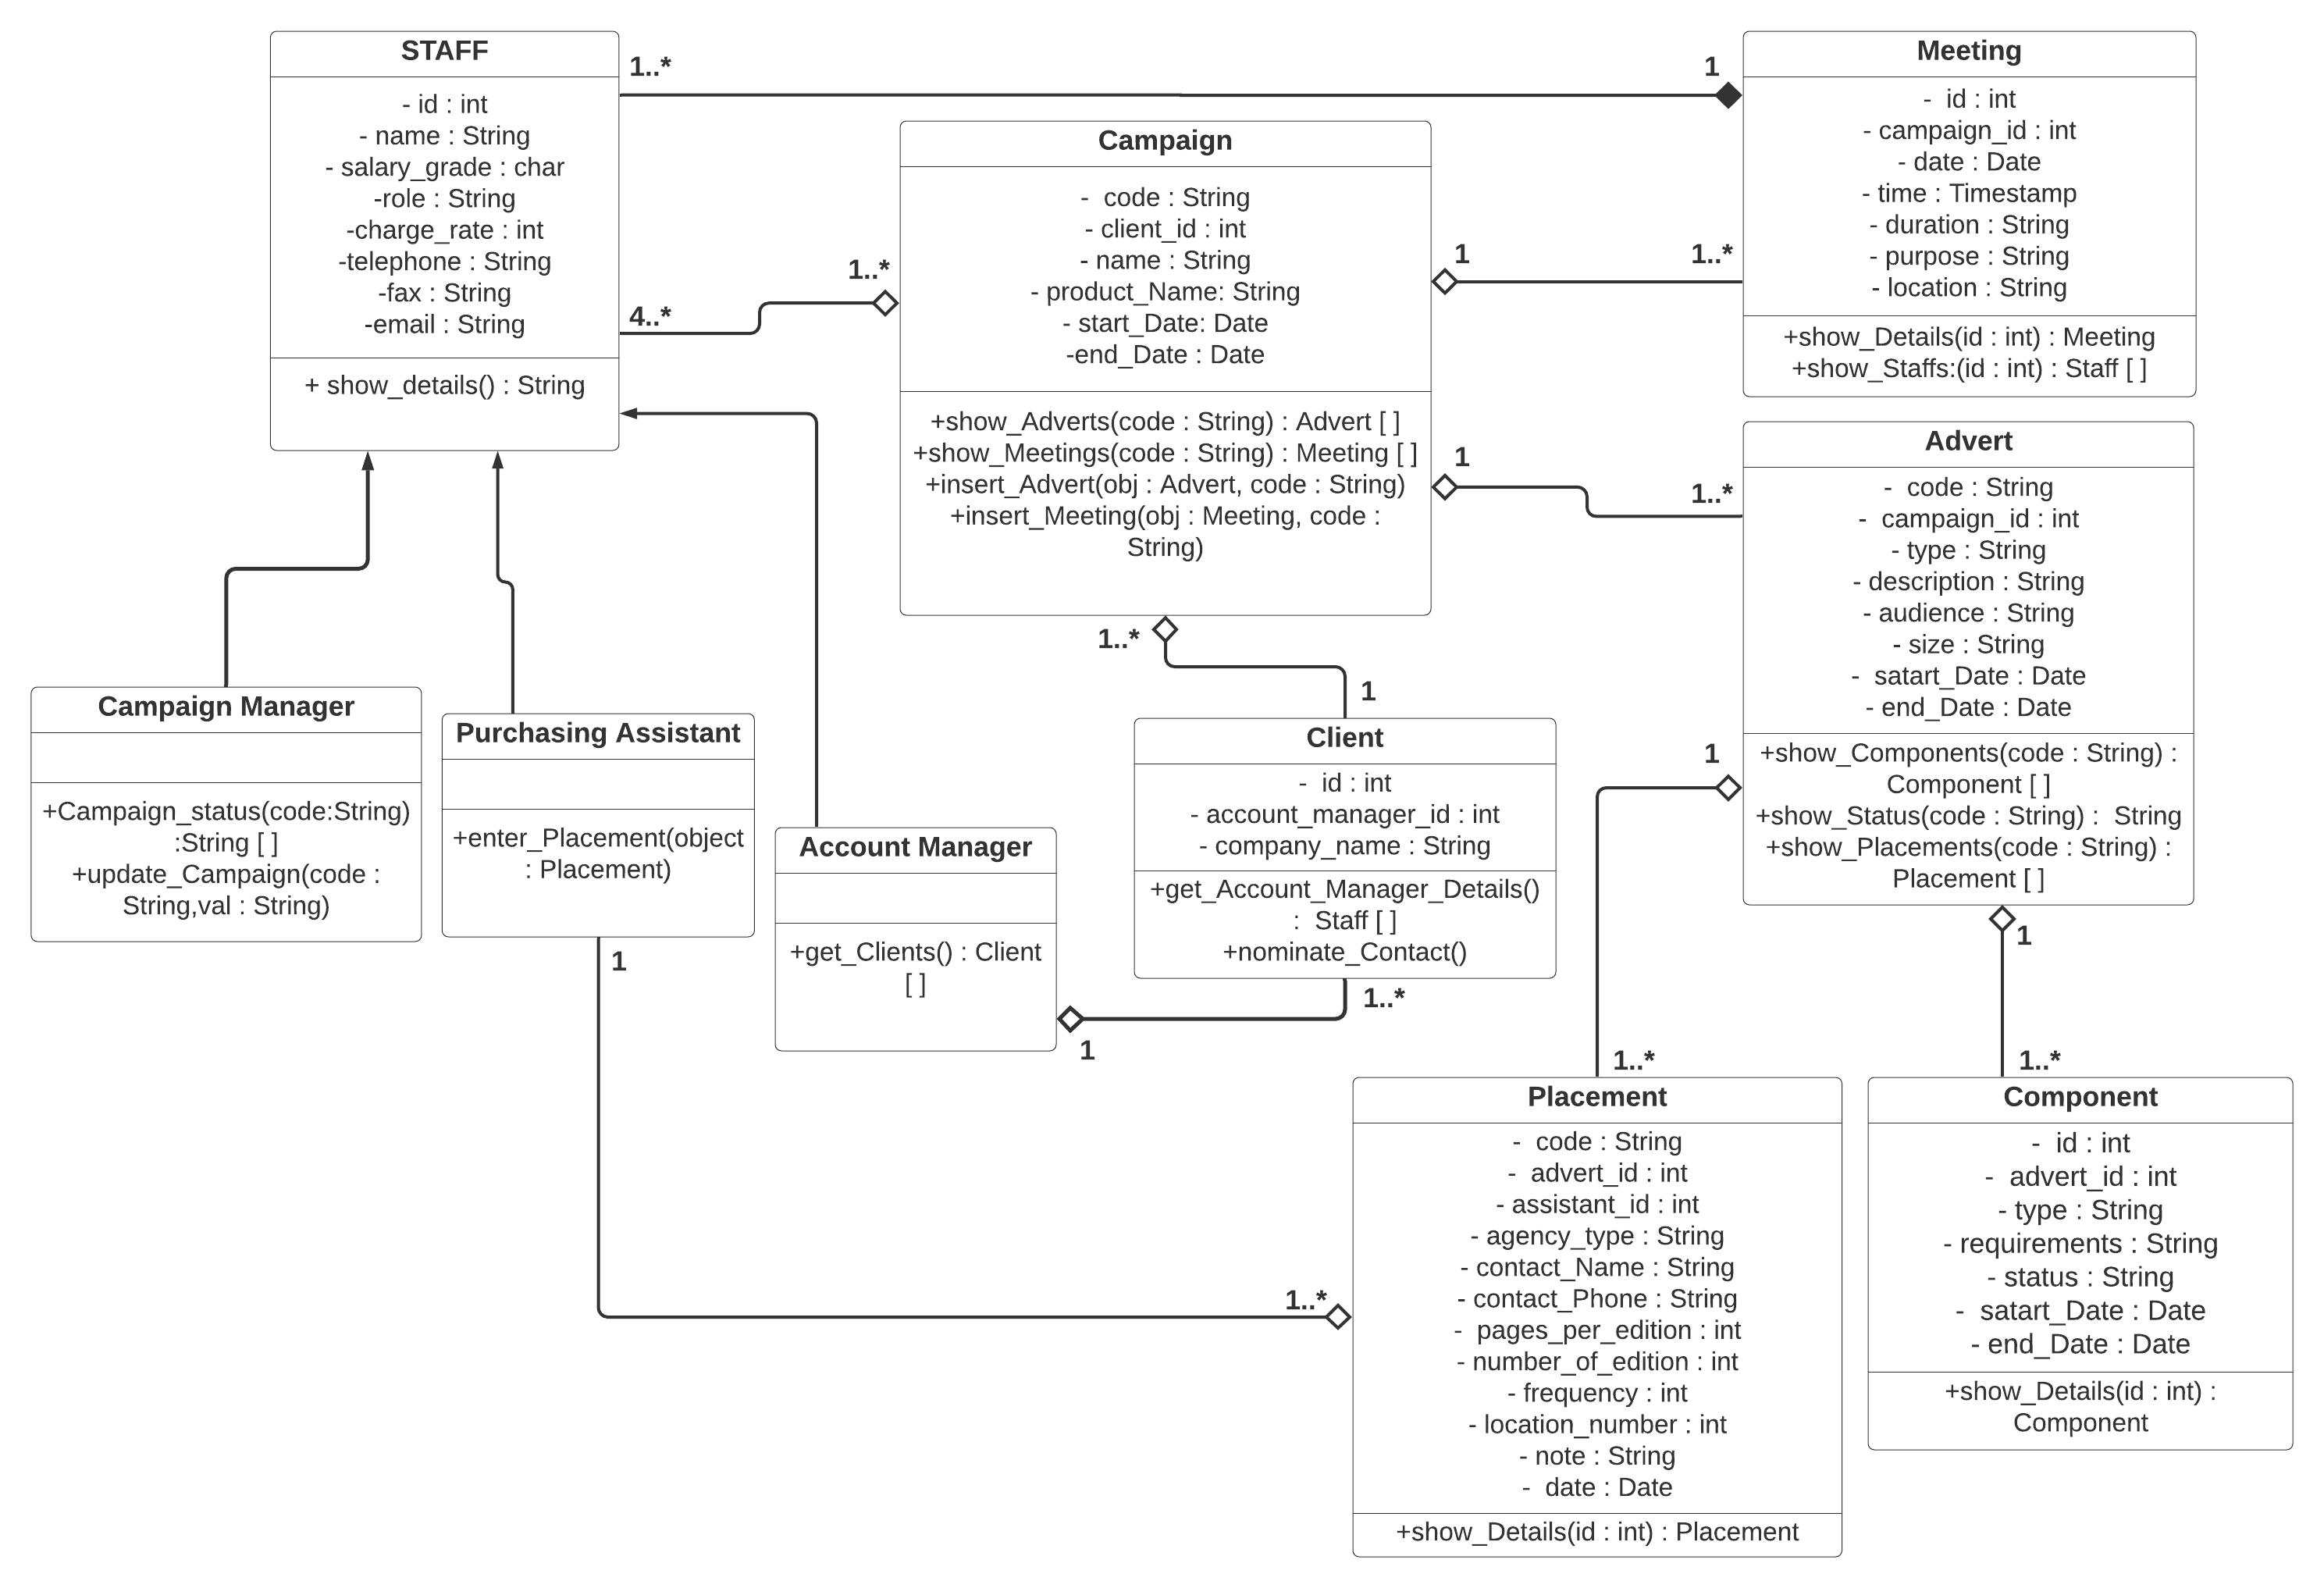 STAFF
- id : int
- name : String
- salary_grade : char
-role : String
-charge_rate : int
-telephone : String
-fax : String
-email : String
+ show_details() : String
1..*
1
4..*
1..*
Campaign
-  code : String
- client_id : int
- name : String
- product_Name: String
- start_Date: Date
-end_Date : Date
+show_Adverts(code : String) : Advert [ ]
+show_Meetings(code : String) : Meeting [ ]
+insert_Advert(obj : Advert, code : String)
+insert_Meeting(obj : Meeting, code :
String)
1
1..*
1
1..*
1..*
1
Meeting
-  id : int
- campaign_id : int
- date : Date
- time : Timestamp
- duration : String
- purpose : String
- location : String
+show_Details(id : int) : Meeting
+show_Staffs:(id : int) : Staff [ ]
Advert
-  code : String
-  campaign_id : int
- type : String
- description : String
- audience : String
- size : String
-  satart_Date : Date
- end_Date : Date
+show_Components(code : String) :
Component [ ]
+show_Status(code : String) :  String
+show_Placements(code : String) :
Placement [ ]
1
1
Campaign Manager
+Campaign_status(code:String)
:String [ ]
+update_Campaign(code :
String,val : String)
Purchasing Assistant
+enter_Placement(object
: Placement)
1
Account Manager
+get_Clients() : Client
[ ]
1
Client
-  id : int
- account_manager_id : int
- company_name : String
+get_Account_Manager_Details()
:  Staff [ ]
+nominate_Contact()
1..*
1..*
1..*
1..*
Placement
-  code : String
-  advert_id : int
- assistant_id : int
- agency_type : String
- contact_Name : String
- contact_Phone : String
-  pages_per_edition : int
- number_of_edition : int
- frequency : int
- location_number : int
- note : String
-  date : Date
+show_Details(id : int) : Placement
Component
-  id : int
-  advert_id : int
- type : String
- requirements : String
- status : String
-  satart_Date : Date
- end_Date : Date
+show_Details(id : int) :
Component